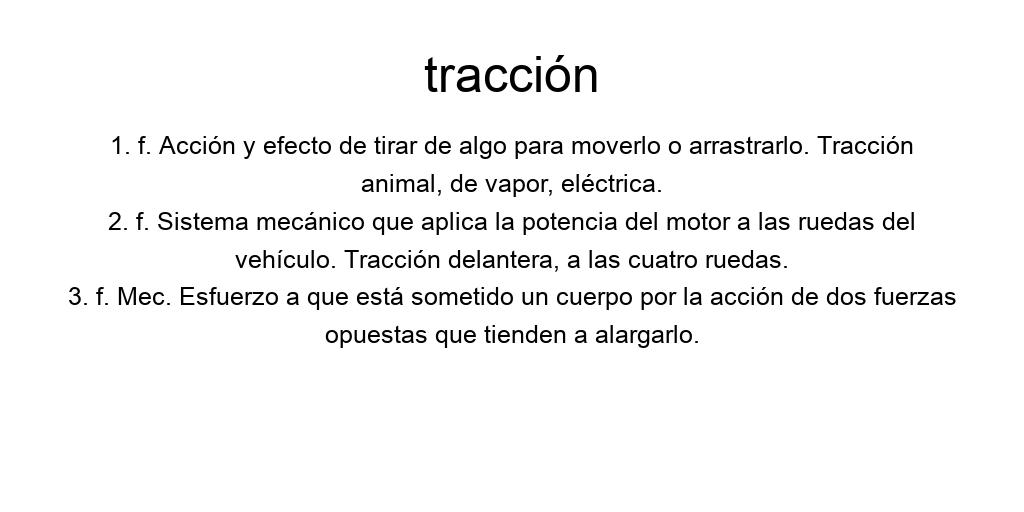 tracción
1. f. Acción y efecto de tirar de algo para moverlo o arrastrarlo. Tracción
animal, de vapor, eléctrica.
2. f. Sistema mecánico que aplica la potencia del motor a las ruedas del
vehículo. Tracción delantera, a las cuatro ruedas.
3. f. Mec. Esfuerzo a que está sometido un cuerpo por la acción de dos fuerzas
opuestas que tienden a alargarlo.